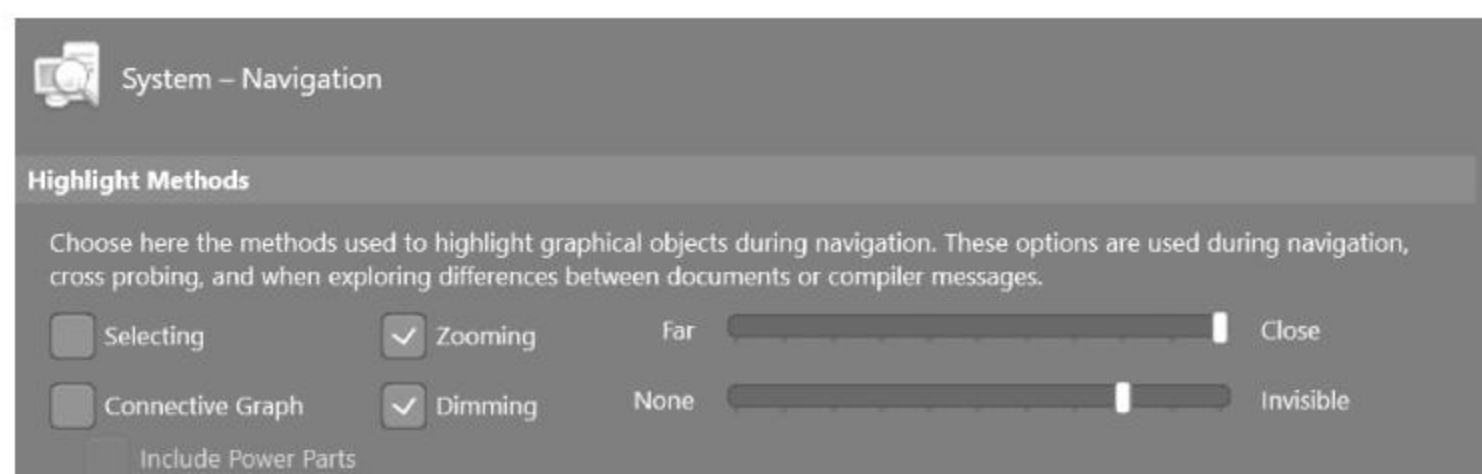 System – Navigation
Highlight Methods
Choose here the methods used to highlight graphical objects during navigation. These options are used during navigation,
cross probing, and when exploring differences between documents or compiler messages.
Selecting Zooming Far Close
Connective Graph Dimming None Invisible
Include Power Parts